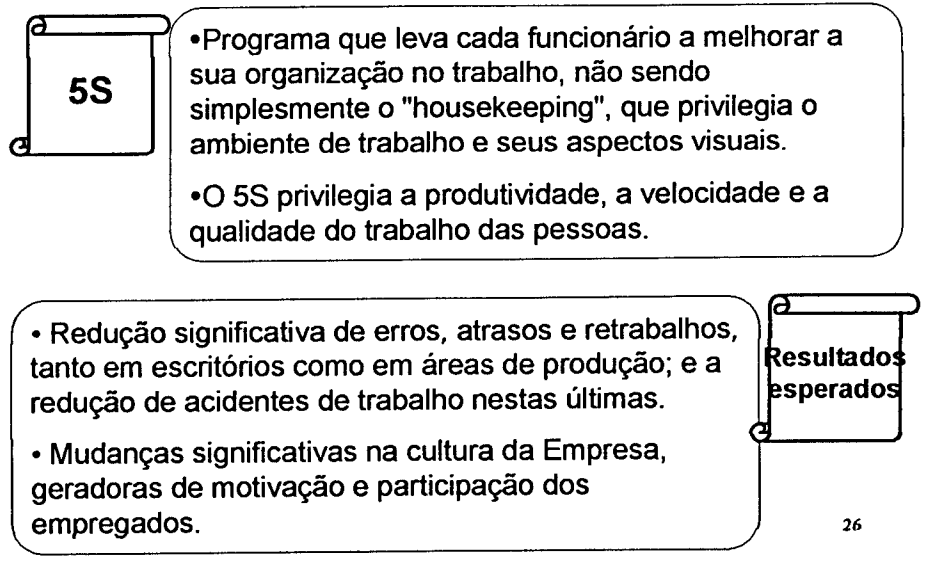 5S
•Programa que leva cada funcionário a melhorar a
sua organização no trabalho, não sendo
simplesmente o "housekeeping", que privilegia o
ambiente de trabalho e seus aspectos visuais.
•O 5S privilegia a produtividade, a velocidade e a
qualidade do trabalho das pessoas.
• Redução significativa de erros, atrasos e retrabalhos,
tanto em escritórios como em áreas de produção; e a
redução de acidentes de trabalho nestas últimas.
• Mudanças significativas na cultura da Empresa,
geradoras de motivação e participação dos
empregados.
Resultados
esperados
26